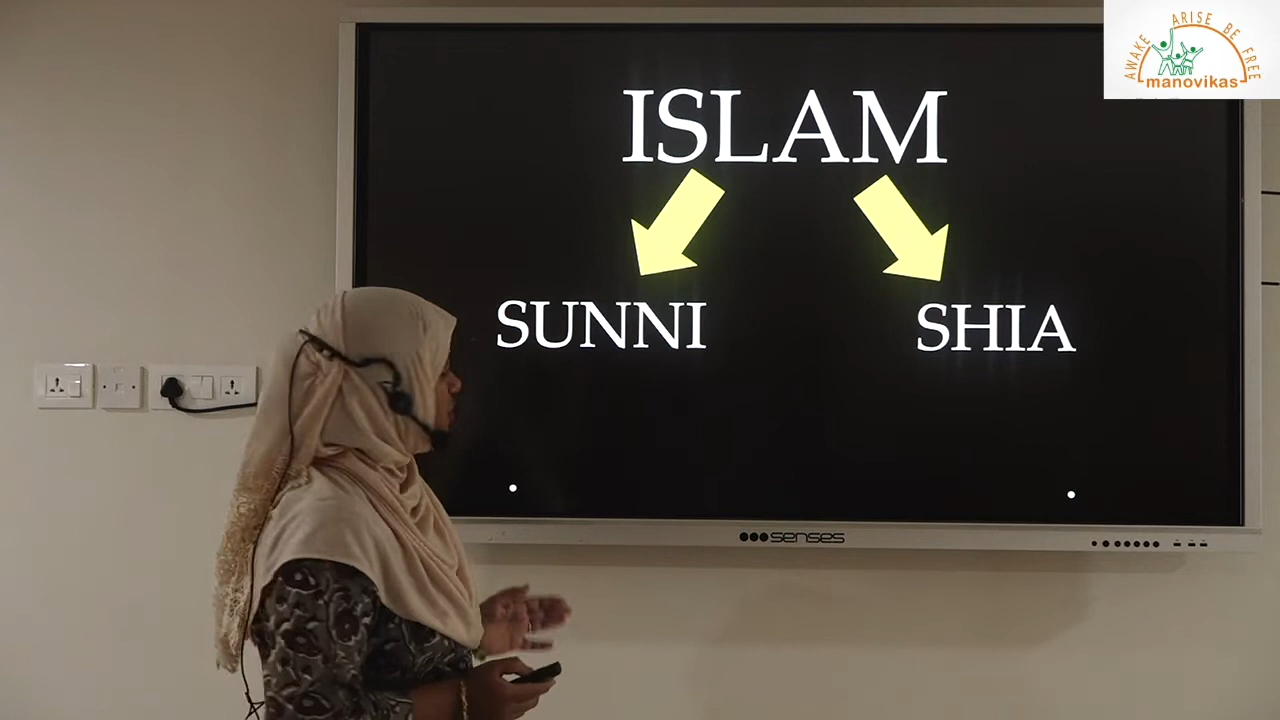 AWAKE ARISE BE FREE
manovikas
ISLAM
SUNNI
SHIA
senses